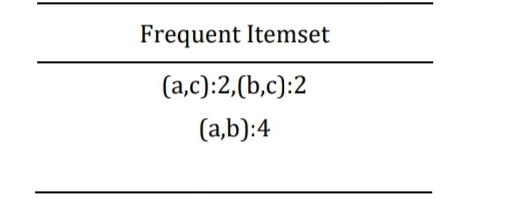 Frequent Itemset
(a,c):2,(b,c):2
(a,b):4